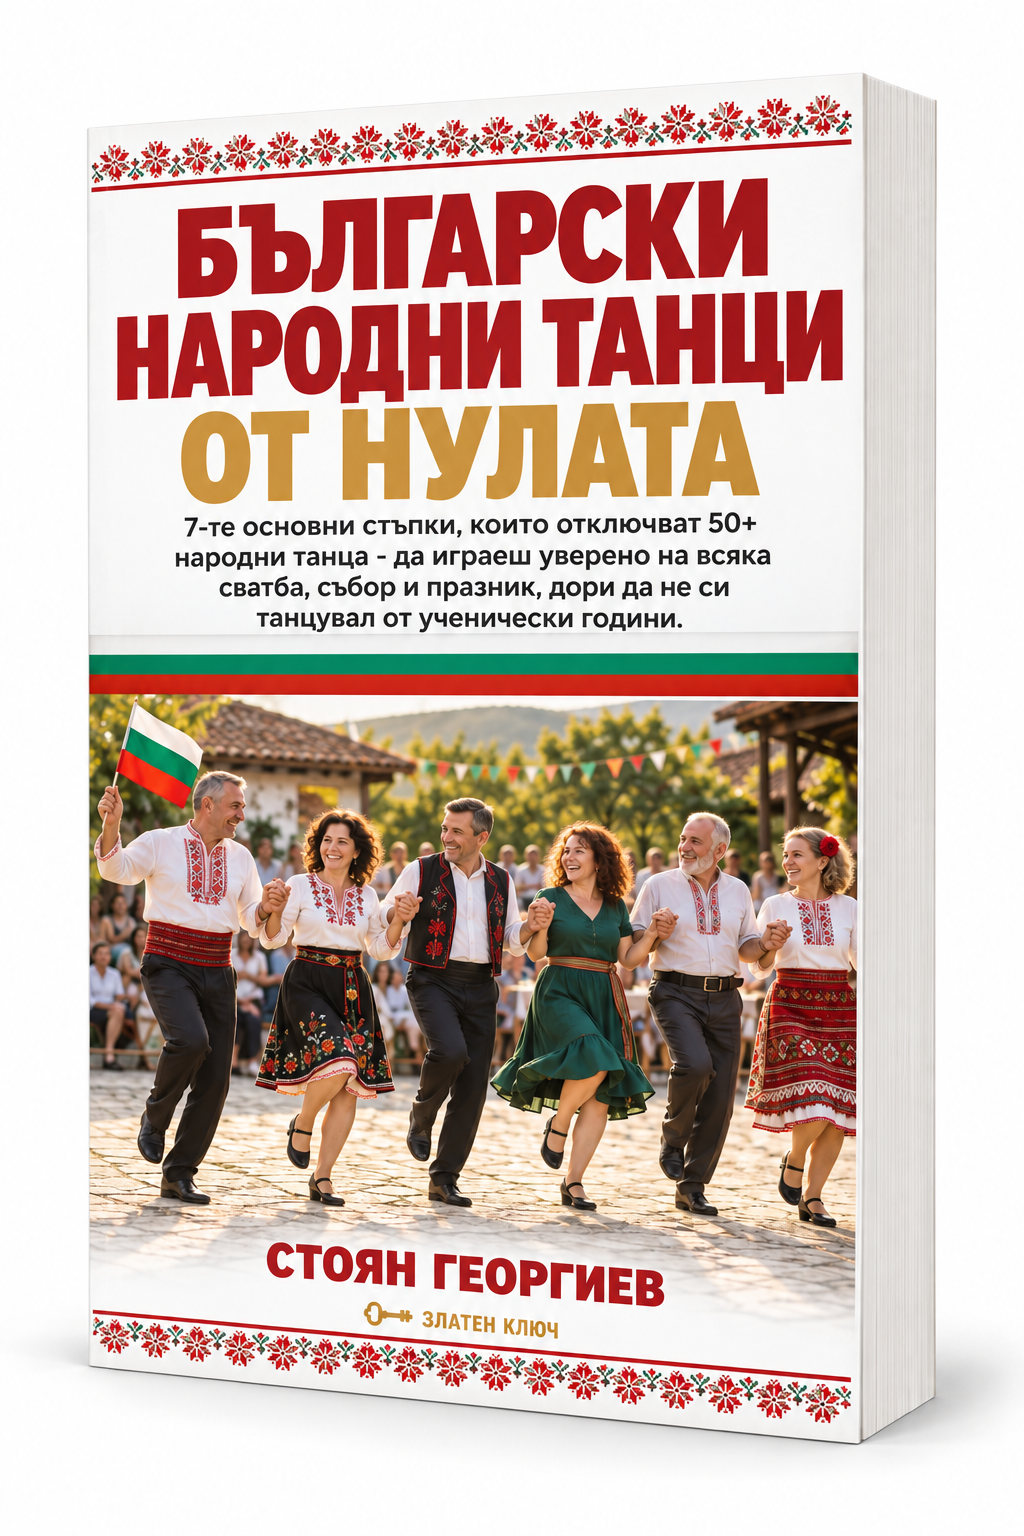 БЪЛГАРСКИ
НАРОДНИ ТАНЦИ
ОТ НУЛАТА
7-те основни стъпки, които отключват 50+
народни танца - да играеш уверено на всяка
сватба, събор и празник, дори да не си
танцувал от ученически години.
СТОЯН ГЕОРГИЕВ
ЗЛАТЕН КЛЮЧ